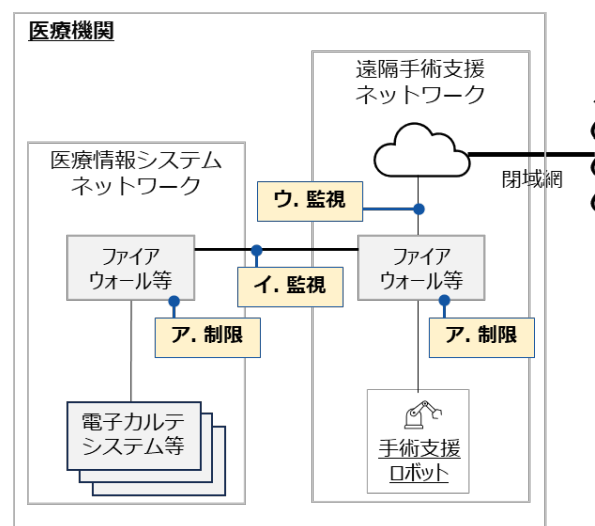 医療機関
遠隔手術支援
ネットワーク
医療情報システム
ネットワーク
閉域網
ウ. 監視
ファイア
ウォール等
イ. 監視
ファイア
ウォール等
ア. 制限
ア. 制限
電子カルテ
システム等
手術支援
ロボット